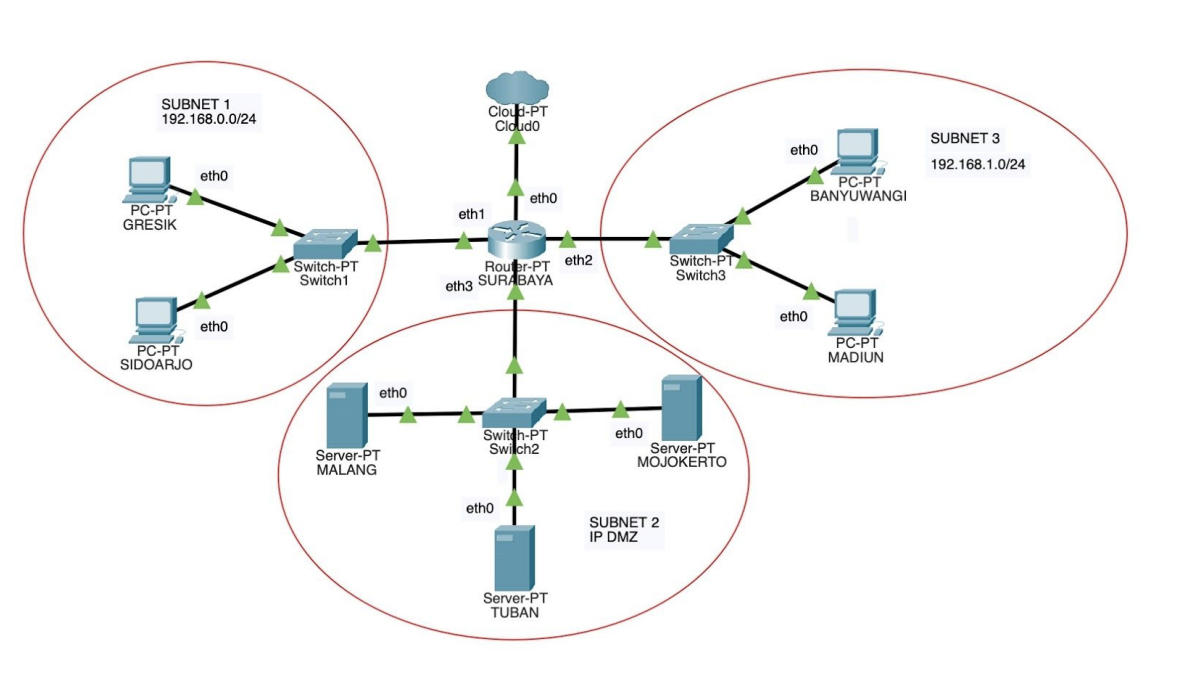 SUBNET 1
192.168.0.0/24
eth0
PC-PT
GRESIK
eth0
PC-PT
SIDOARJO
Switch-PT
Switch1
Cloud-PT
Cloud0
eth0
eth1
Router-PT
SURABAYA
eth2
eth3
SUBNET 3
192.168.1.0/24
eth0
PC-PT
BANYUWANGI
Switch-PT
Switch3
eth0
PC-PT
MADIUN
eth0
Server-PT
MALANG
Switch-PT
Switch2
eth0
Server-PT
MOJOKERTO
eth0
Server-PT
TUBAN
SUBNET 2
IP DMZ